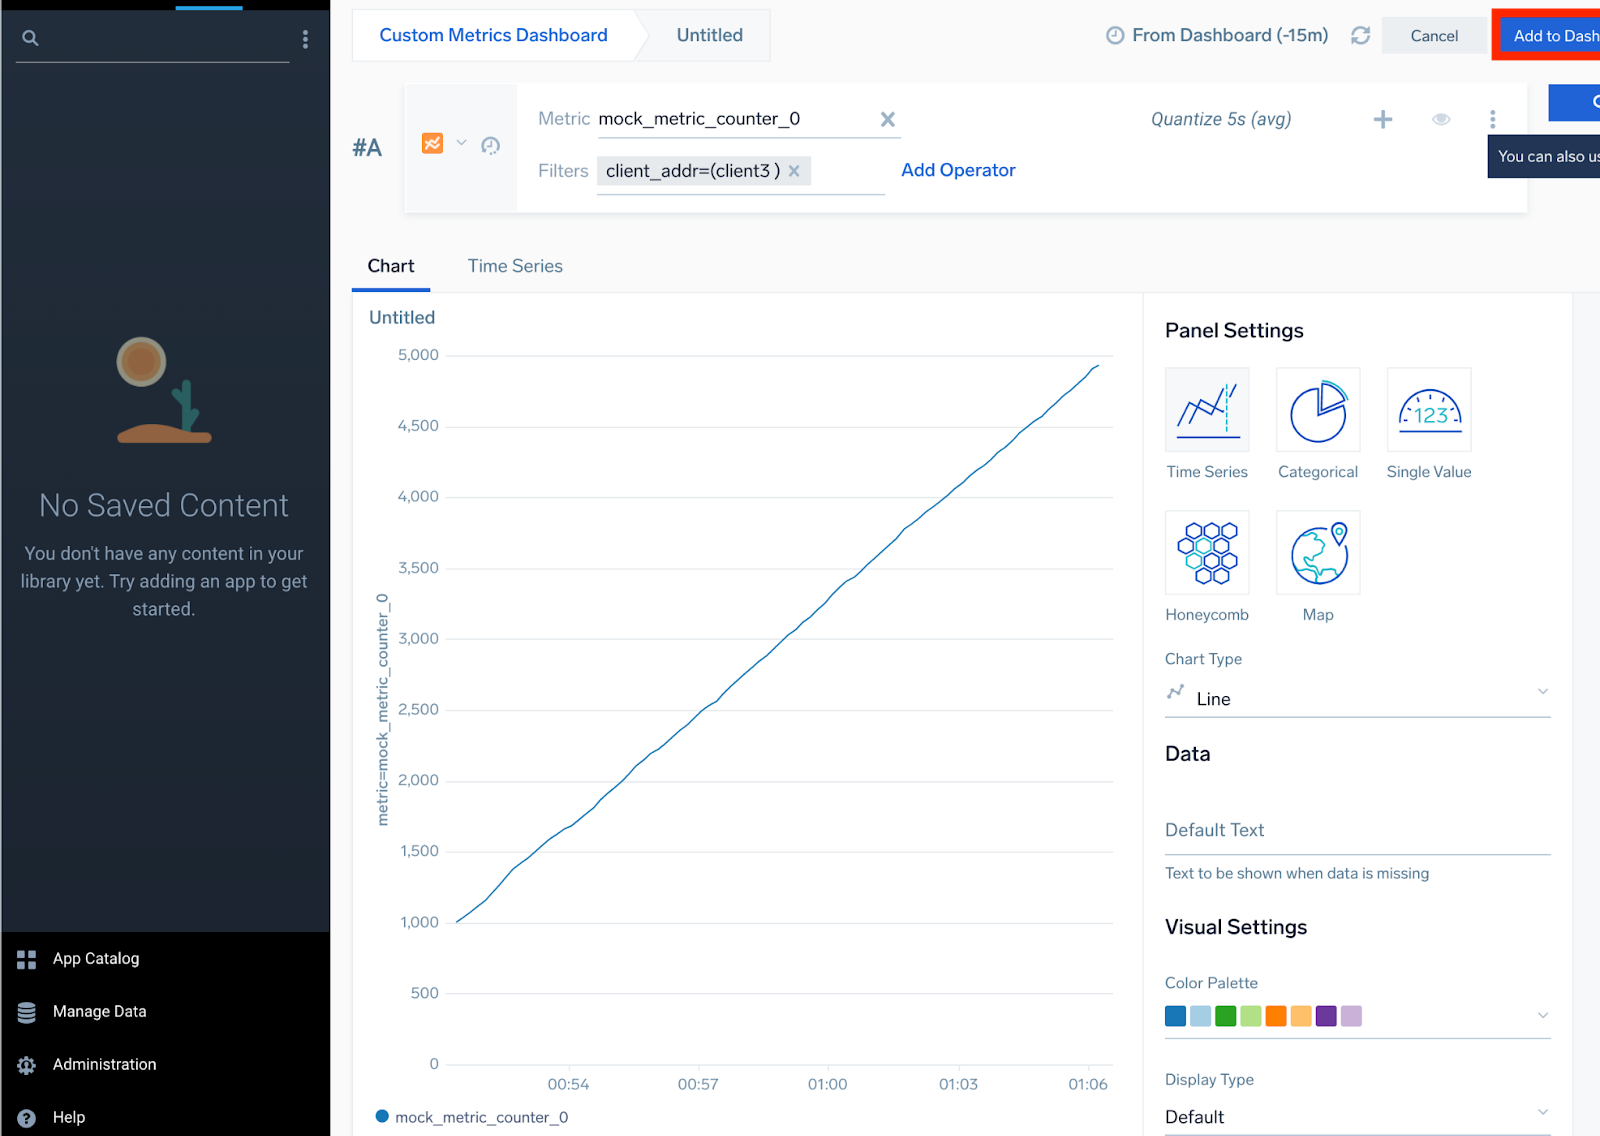 Custom Metrics Dashboard
Untitled
From Dashboard (-15m)
Cancel
Add to Dash
#A
Metric mock_metric_counter_0
Quantize 5s (avg)
Filters client_addr=(client3 )
Add Operator
You can also us
Chart
Time Series
No Saved Content
You don't have any content in your
library yet. Try adding an app to get
started.
App Catalog
Manage Data
Administration
Help
Untitled
5,000
4,500
4,000
3,500
3,000
2,500
2,000
1,500
1,000
500
0
metric=mock_metric_counter_0
00:54
00:57
01:00
01:03
01:06
mock_metric_counter_0
Panel Settings
Time Series
Categorical
123
Single Value
Honeycomb
Map
Chart Type
Line
Data
Default Text
Text to be shown when data is missing
Visual Settings
Color Palette
Display Type
Default